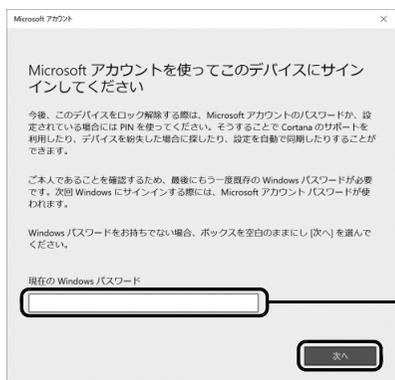 Microsoft アカウント
Microsoft アカウントを使ってこのデバイスにサイン
インしてください
今後、このデバイスをロック解除する際は、Microsoft アカウントのパスワードか、設
定されている場合には PIN を使ってください。そうすることで Cortana のサポートを
利用したり、デバイスを紛失した場合に探したり、設定を自動で同期したりすることが
できます。
ご本人であることを確認するため、最後にもう一度既存の Windows パスワードが必要
です。次回 Windows にサインインする際には、Microsoft アカウント パスワードが使
われます。
Windows パスワードをお持ちでない場合、ボックスを空白のままにし [次へ] を選んで
ください。
現在の Windows パスワード
次へ